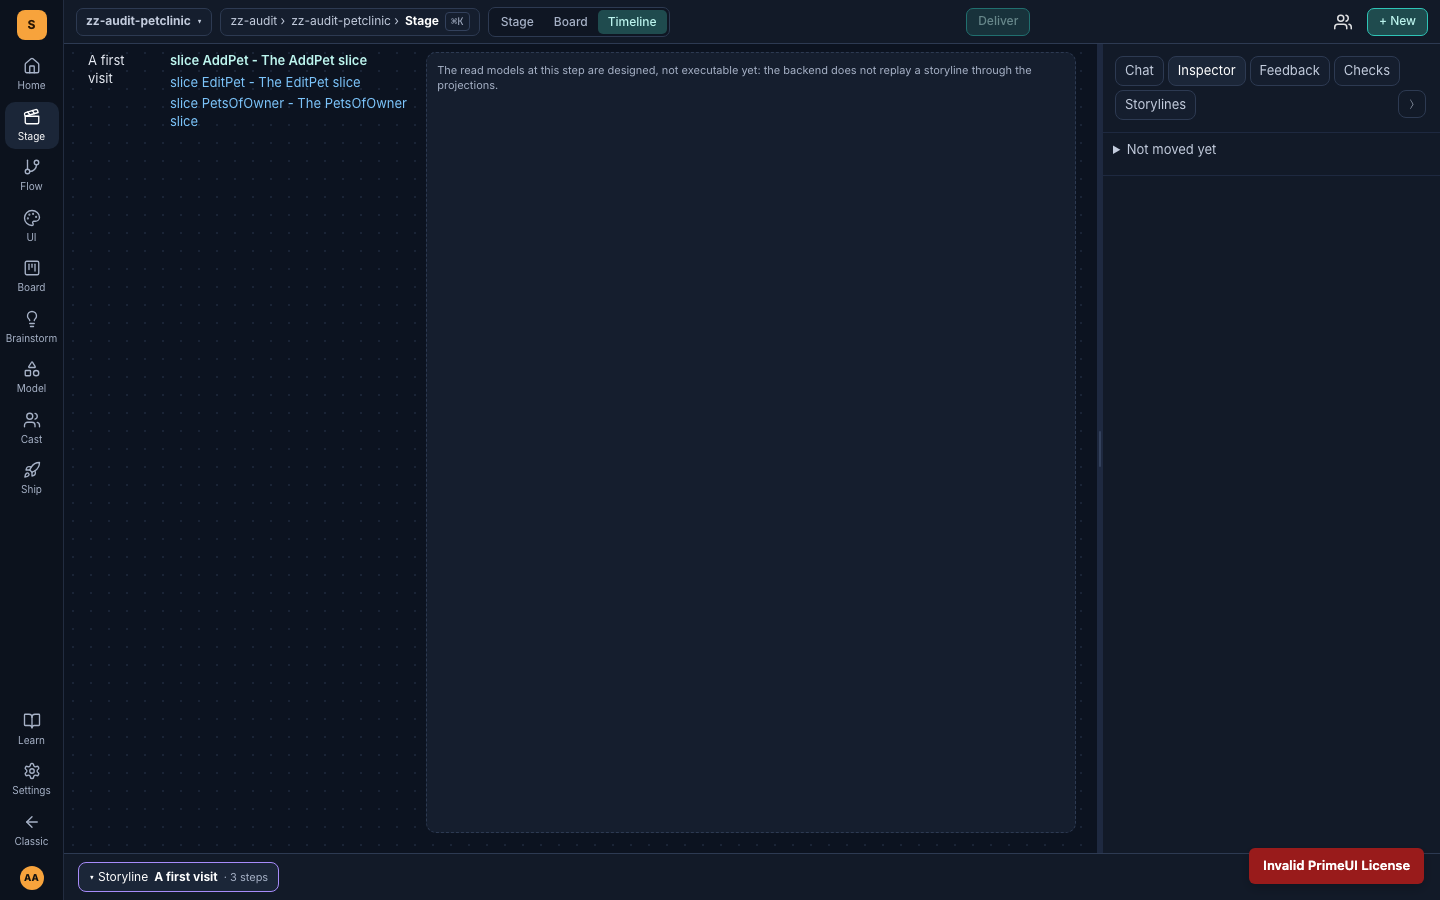 S
zz-audit-petclinic
zz-audit › zz-audit-petclinic › Stage ⌘K
Stage Board Timeline
Deliver
+ New
Home
Stage
Flow
UI
Board
Brainstorm
Model
Cast
Ship
Learn
Settings
Classic
AA
A first
visit
slice AddPet - The AddPet slice
slice EditPet - The EditPet slice
slice PetsOfOwner - The PetsOfOwner
slice
The read models at this step are designed, not executable yet: the backend does not replay a storyline through the
projections.
Chat Inspector Feedback Checks
Storylines
Not moved yet
Storyline A first visit · 3 steps
Invalid PrimeUI License